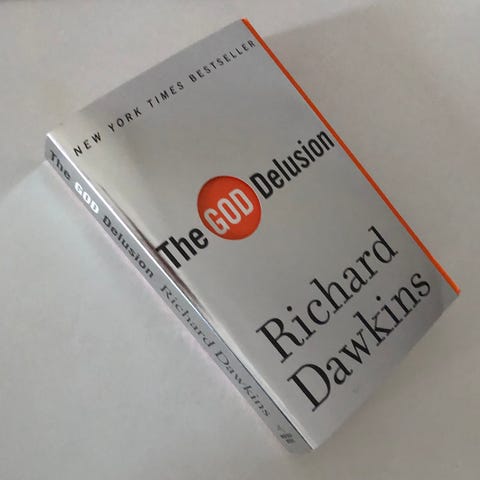 NEW YORK TIMES BESTSELLER
The GOD Delusion
Richard
Dawkins
The GOD Delusion Richard Dawkins